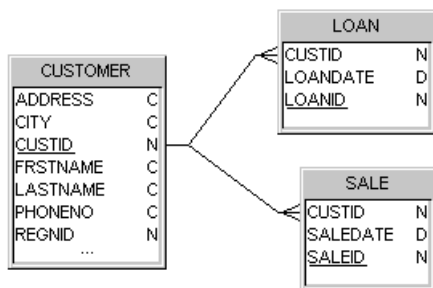 CUSTOMER
ADDRESS C
CITY C
CUSTID N
FRSTNAME C
LASTNAME C
PHONENO C
REGNID N
...
LOAN
CUSTID N
LOANDATE D
LOANID N
SALE
CUSTID N
SALEDATE D
SALEID N